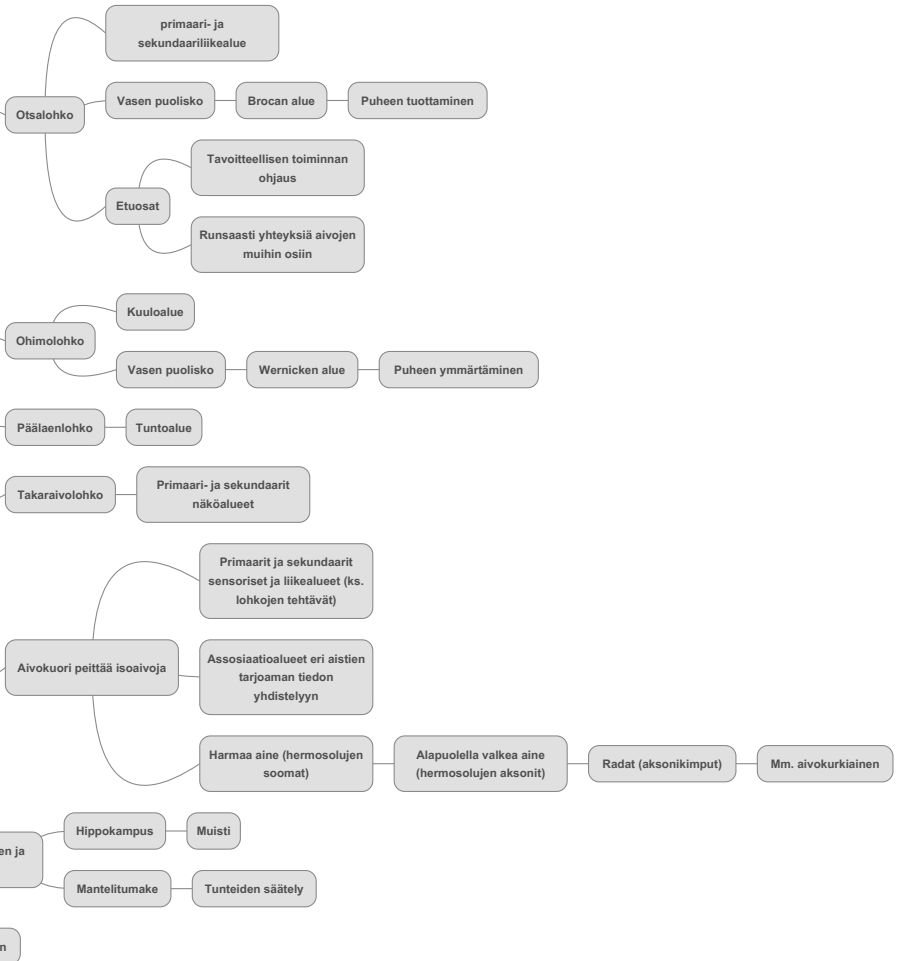 primaari- ja
sekundaariliikealue
Otsalohko
Vasen puolisko
Brocan alue
Puheen tuottaminen
Tavoitteellisen toiminnan
ohjaus
Etuosat
Runsaasti yhteyksiä aivojen
muihin osiin
Kuuloalue
Ohimolohko
Vasen puolisko
Wernicken alue
Puheen ymmärtäminen
Päälaenlohko
Tuntoalue
Takaraivolohko
Primaari- ja sekundaarit
näköalueet
Primaarit ja sekundaarit
sensoriset ja liikealueet (ks.
lohkojen tehtävät)
Aivokuori peittää isoaivoja
Assosiaatioalueet eri aistien
tarjoaman tiedon
yhdistelyyn
Harmaa aine (hermosolujen
soomat)
Alapuolella valkea aine
(hermosolujen aksonit)
Radat (aksonikimput)
Mm. aivokurkiainen
en ja
Hippokampus
Muisti
Mantelitumake
Tunteiden säätely
n